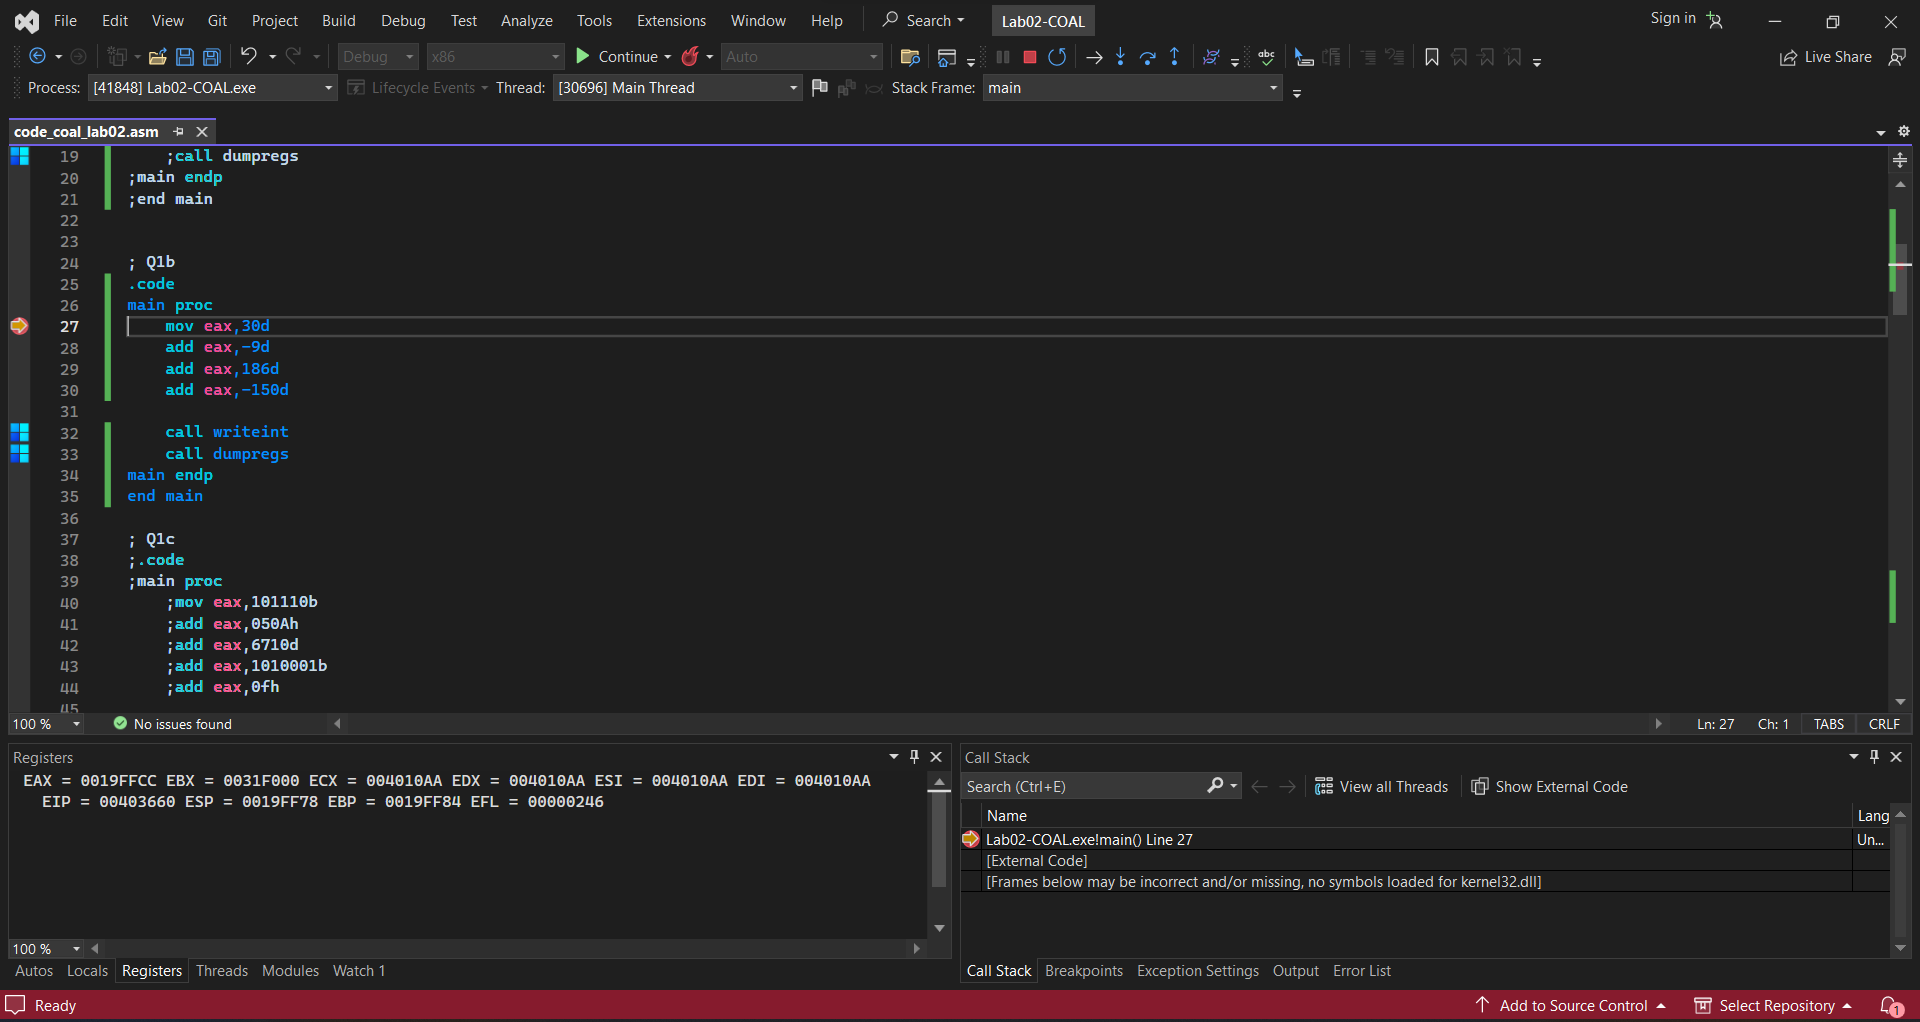 File Edit View Git Project Build Debug Test Analyze Tools Extensions Window Help Search Lab02-COAL Sign in
Debug x86 Continue Auto abc Live Share
Process: [41848] Lab02-COAL.exe Lifecycle Events Thread: [30696] Main Thread Stack Frame: main
code_coal_lab02.asm
19 ;call dumpregs
20 ;main endp
21 ;end main
22
23
24 ; Q1b
25 .code
26 main proc
27 mov eax,30d
28 add eax,-9d
29 add eax,186d
30 add eax,-150d
31
32 call writeint
33 call dumpregs
34 main endp
35 end main
36
37 ; Q1c
38 ;.code
39 ;main proc
40 ;mov eax,101110b
41 ;add eax,050Ah
42 ;add eax,6710d
43 ;add eax,1010001b
44 ;add eax,0fh
45
100 % No issues found Ln: 27 Ch: 1 TABS CRLF
Registers
EAX = 0019FFCC EBX = 0031F000 ECX = 004010AA EDX = 004010AA ESI = 004010AA EDI = 004010AA
EIP = 00403660 ESP = 0019FF78 EBP = 0019FF84 EFL = 00000246
100 %
Autos Locals Registers Threads Modules Watch 1
Call Stack
Search (Ctrl+E) View all Threads Show External Code
Name Lang
Lab02-COAL.exe!main() Line 27 Un...
[External Code]
[Frames below may be incorrect and/or missing, no symbols loaded for kernel32.dll]
Call Stack Breakpoints Exception Settings Output Error List
Ready Add to Source Control Select Repository 1